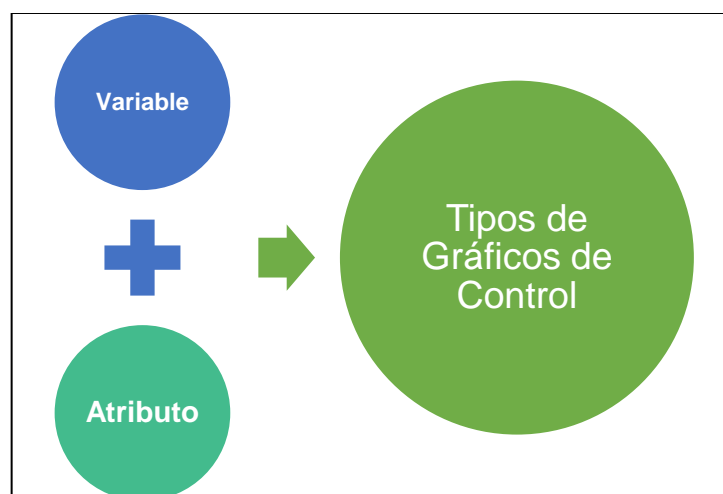 Variable
Atributo
Tipos de
Gráficos de
Control